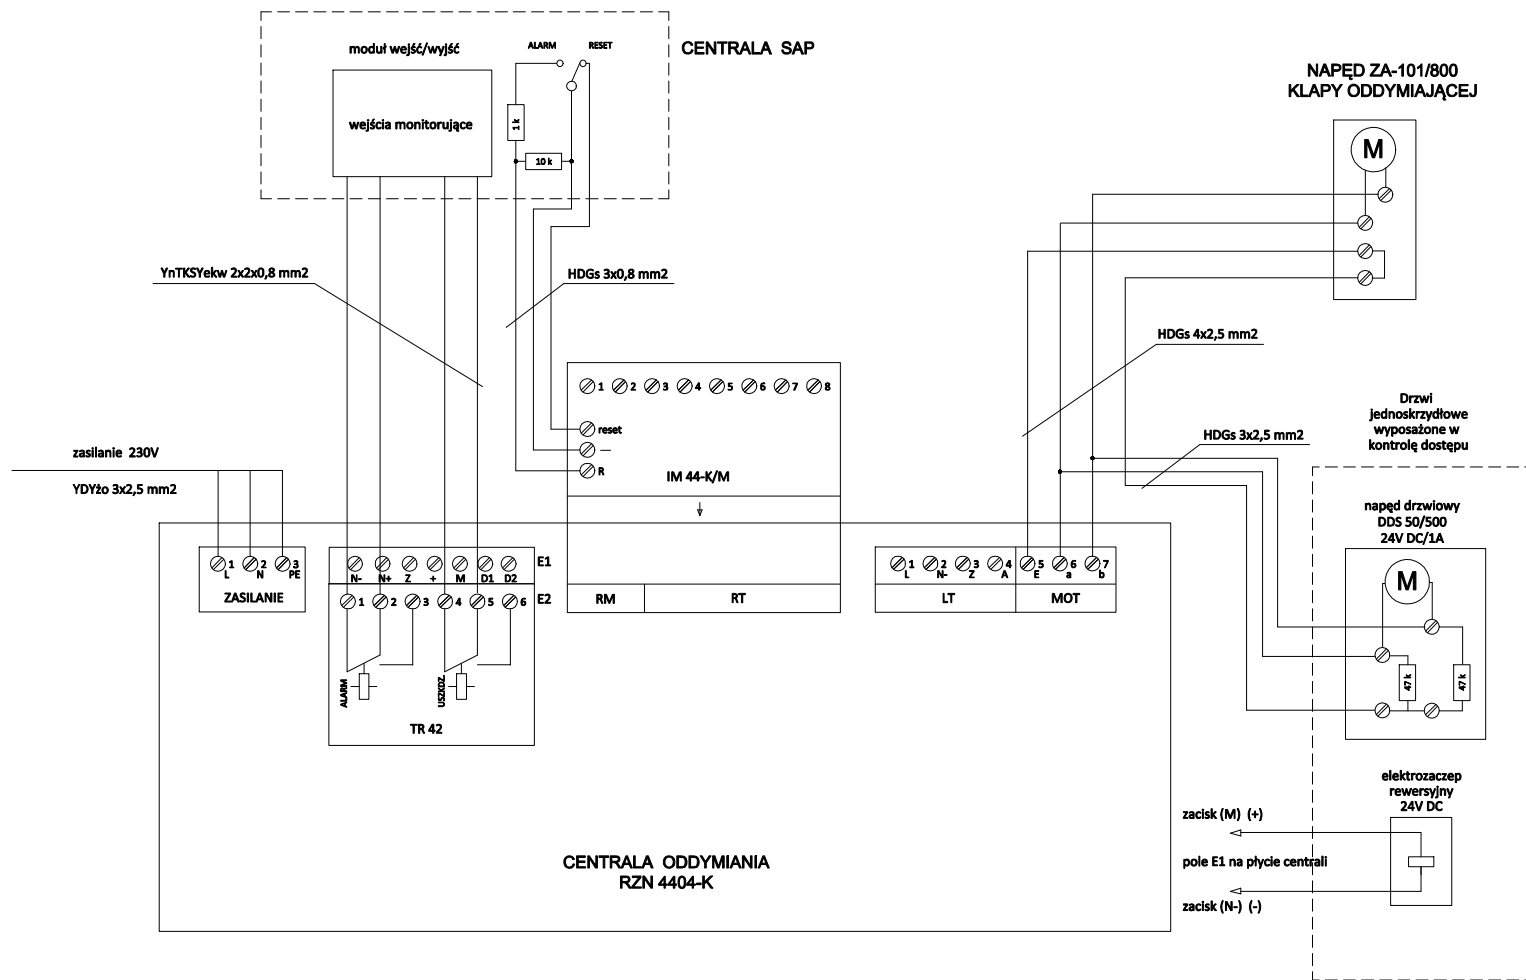 moduł wejść/wyjść
ALARM
RESET
CENTRALA SAP
wejścia monitorujące
1 k
10 k
NAPĘD ZA-101/800
KLAPY ODDYMIAJĄCEJ
M
YnTKSYekw 2x2x0,8 mm2
HDGs 3x0,8 mm2
HDGs 4x2,5 mm2
1 2 3 4 5 6 7 8
reset
—
R
IM 44-K/M
Drzwi
jednoskrzydłowe
wyposażone w
kontrolę dostępu
HDGs 3x2,5 mm2
zasilanie 230V
YDYżo 3x2,5 mm2
napęd drzwiowy
DDS 50/500
24V DC/1A
M
47 k
47 k
1 2 3
L N PE
ZASILANIE
E1
N- N+ Z + M D1 D2
E2
1 2 3 4 5 6
ALARM
USZKDZ.
TR 42
RM
RT
1 2 3 4 5 6 7
L N- Z A E a b
LT
MOT
elektrozaczep
rewersyjny
24V DC
zacisk (M) (+)
pole E1 na płycie centrali
zacisk (N-) (-)
CENTRALA ODDYMIANIA
RZN 4404-K